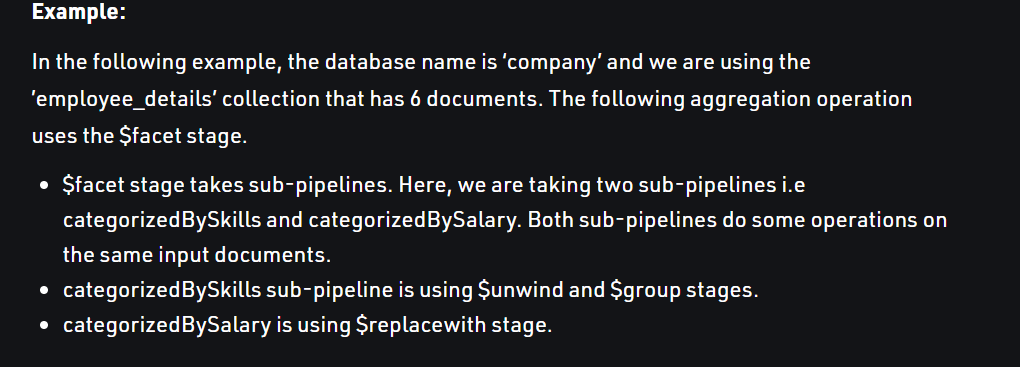 Example:
In the following example, the database name is ‘company’ and we are using the
‘employee_details’ collection that has 6 documents. The following aggregation operation
uses the $facet stage.
• $facet stage takes sub-pipelines. Here, we are taking two sub-pipelines i.e
categorizedBySkills and categorizedBySalary. Both sub-pipelines do some operations on
the same input documents.
• categorizedBySkills sub-pipeline is using $unwind and $group stages.
• categorizedBySalary is using $replacewith stage.